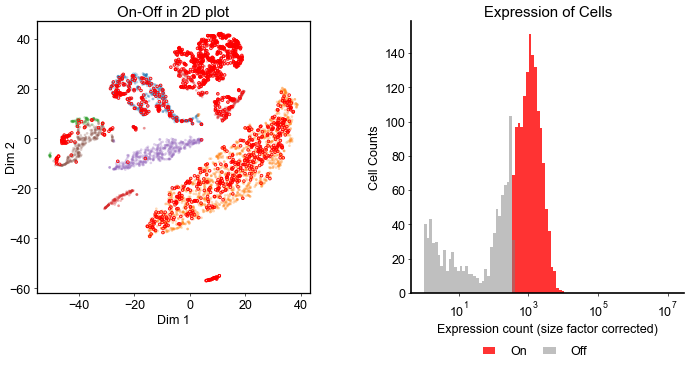 On-Off in 2D plot
40
20
0
−20
−40
−60
Dim 2
−40
−20
0
20
40
Dim 1
Expression of Cells
140
120
100
80
60
40
20
0
Cell Counts
10^1
10^3
10^5
10^7
Expression count (size factor corrected)
On
Off